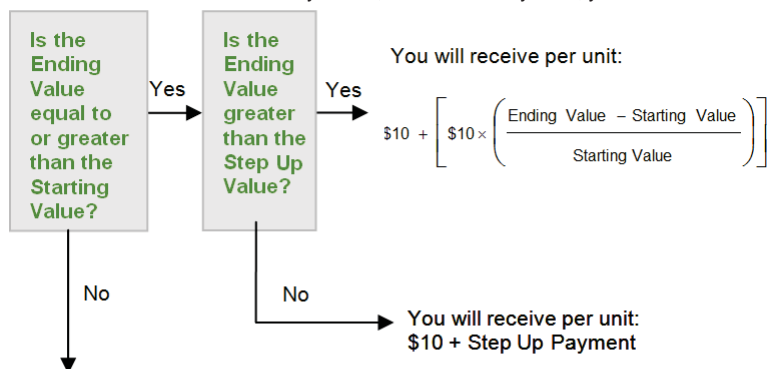 Is the
Ending
Value
equal to
or greater
than the
Starting
Value?
Yes
Is the
Ending
Value
greater
than the
Step Up
Value?
Yes
You will receive per unit:
$10 + [ $10 × ( Ending Value – Starting Value
Starting Value ) ]
No
No
You will receive per unit:
$10 + Step Up Payment